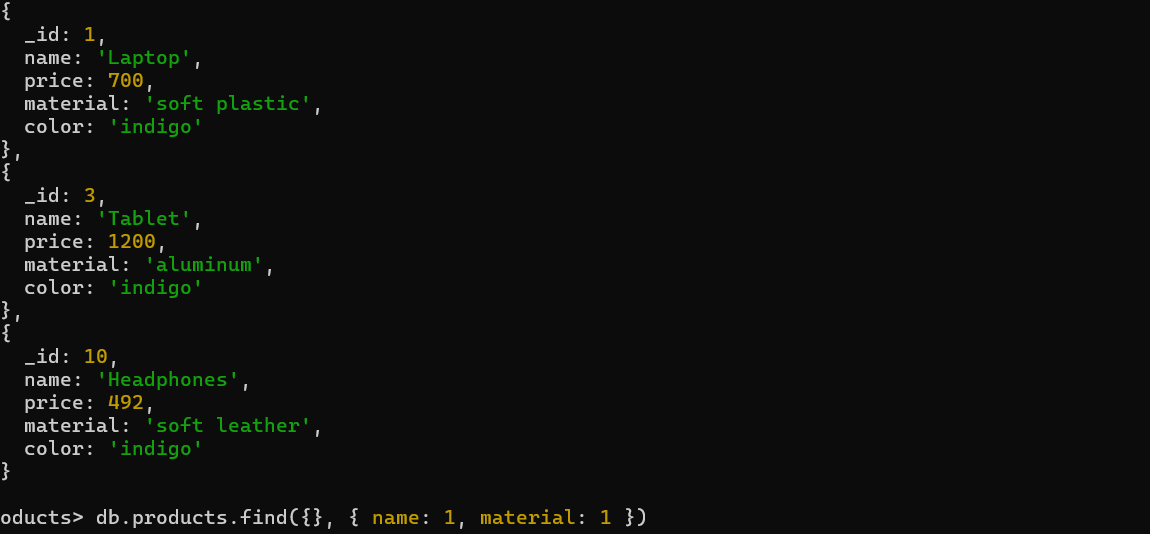 {
  _id: 1,
  name: 'Laptop',
  price: 700,
  material: 'soft plastic',
  color: 'indigo'
},
{
  _id: 3,
  name: 'Tablet',
  price: 1200,
  material: 'aluminum',
  color: 'indigo'
},
{
  _id: 10,
  name: 'Headphones',
  price: 492,
  material: 'soft leather',
  color: 'indigo'
}
oducts> db.products.find({}, { name: 1, material: 1 })